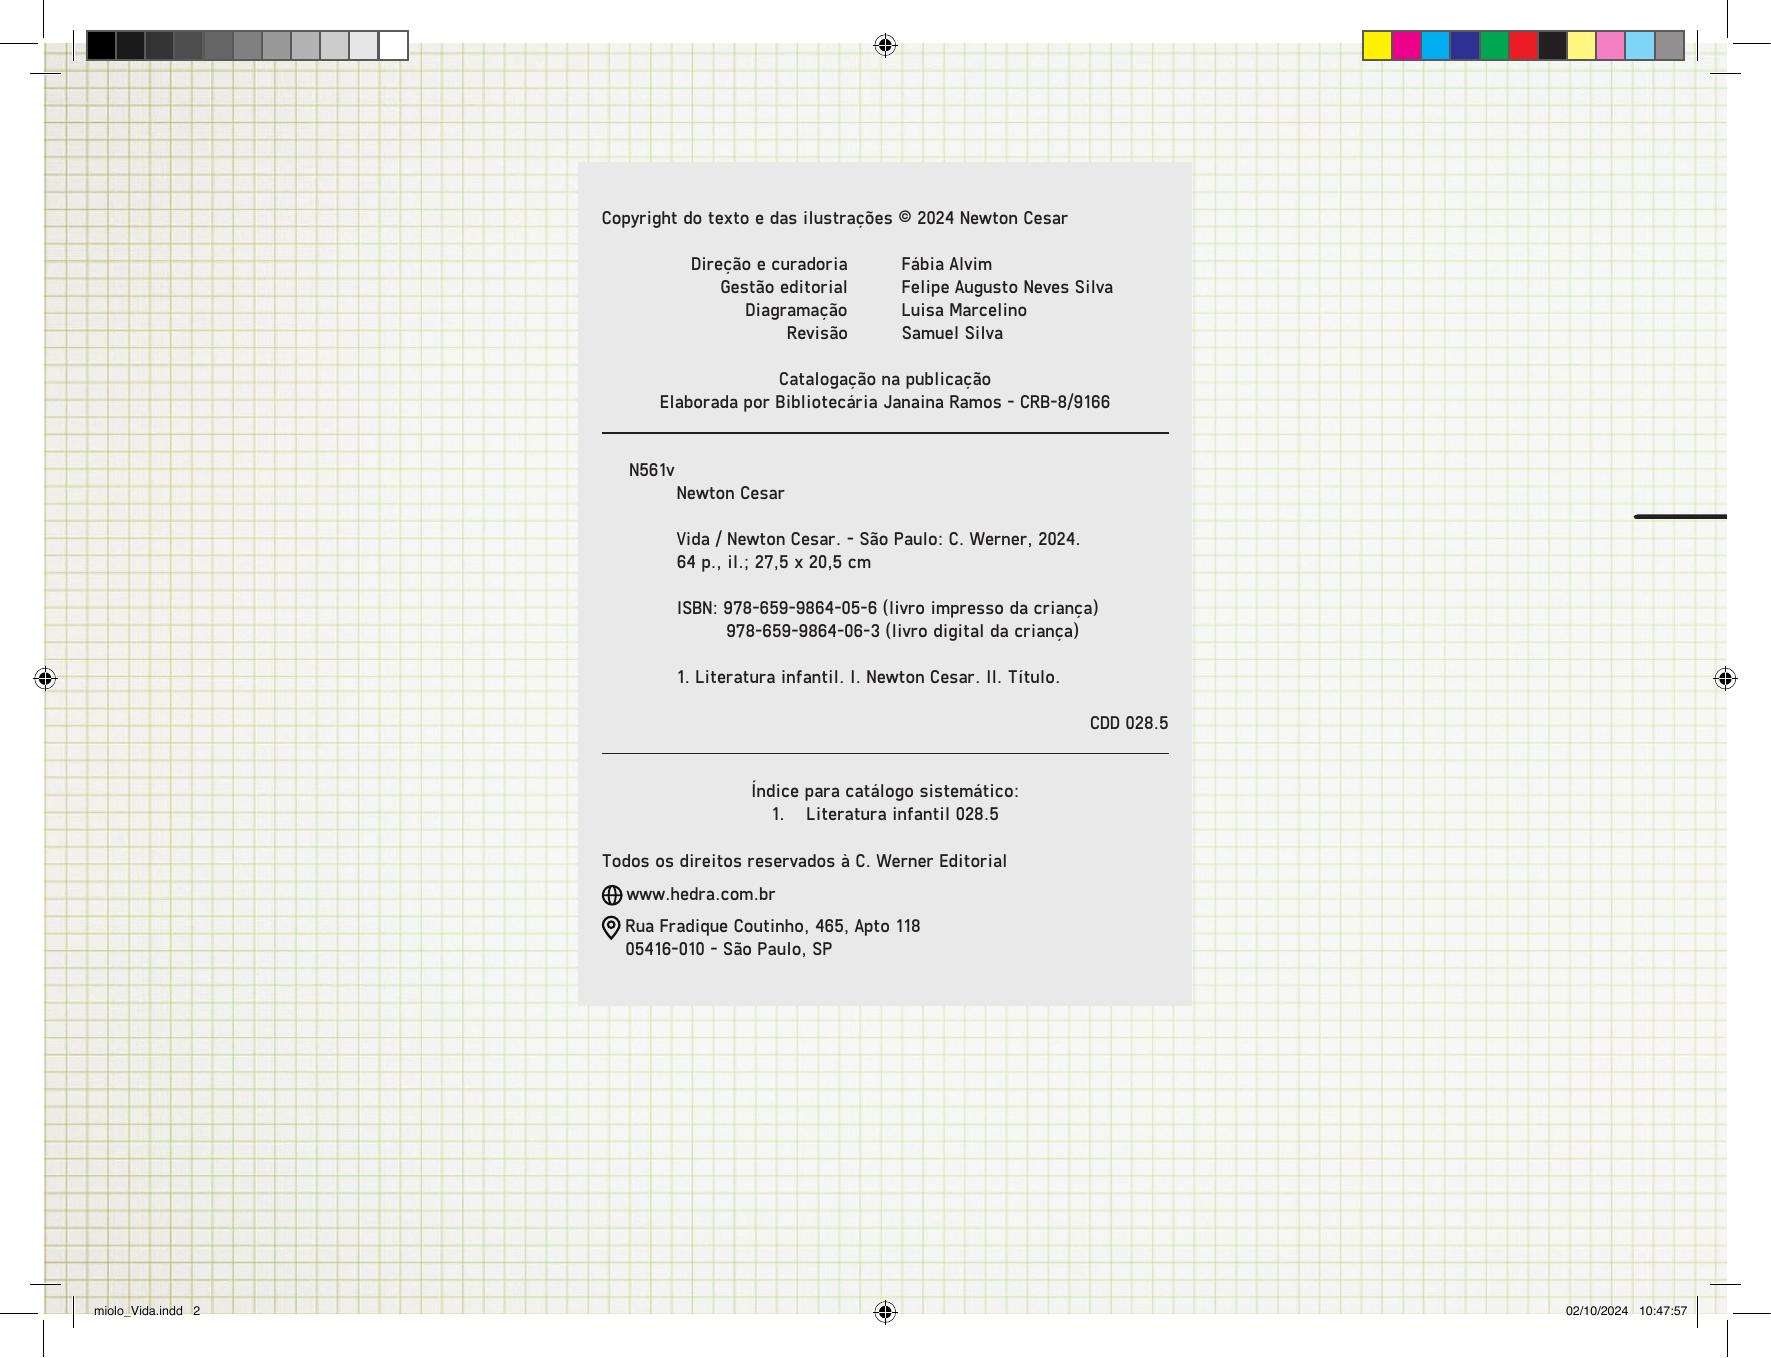 Copyright do texto e das ilustrações © 2024 Newton Cesar
Direção e curadoria Fábia Alvim
Gestão editorial Felipe Augusto Neves Silva
Diagramação Luisa Marcelino
Revisão Samuel Silva
Catalogação na publicação
Elaborada por Bibliotecária Janaina Ramos - CRB-8/9166
N561v
Newton Cesar
Vida / Newton Cesar. - São Paulo: C. Werner, 2024.
64 p., il.; 27,5 x 20,5 cm
ISBN: 978-659-9864-05-6 (livro impresso da criança)
978-659-9864-06-3 (livro digital da criança)
1. Literatura infantil. I. Newton Cesar. II. Título.
CDD 028.5
Índice para catálogo sistemático:
1. Literatura infantil 028.5
Todos os direitos reservados à C. Werner Editorial
www.hedra.com.br
Rua Fradique Coutinho, 465, Apto 118
05416-010 - São Paulo, SP
miolo_Vida.indd 2 02/10/2024 10:47:57